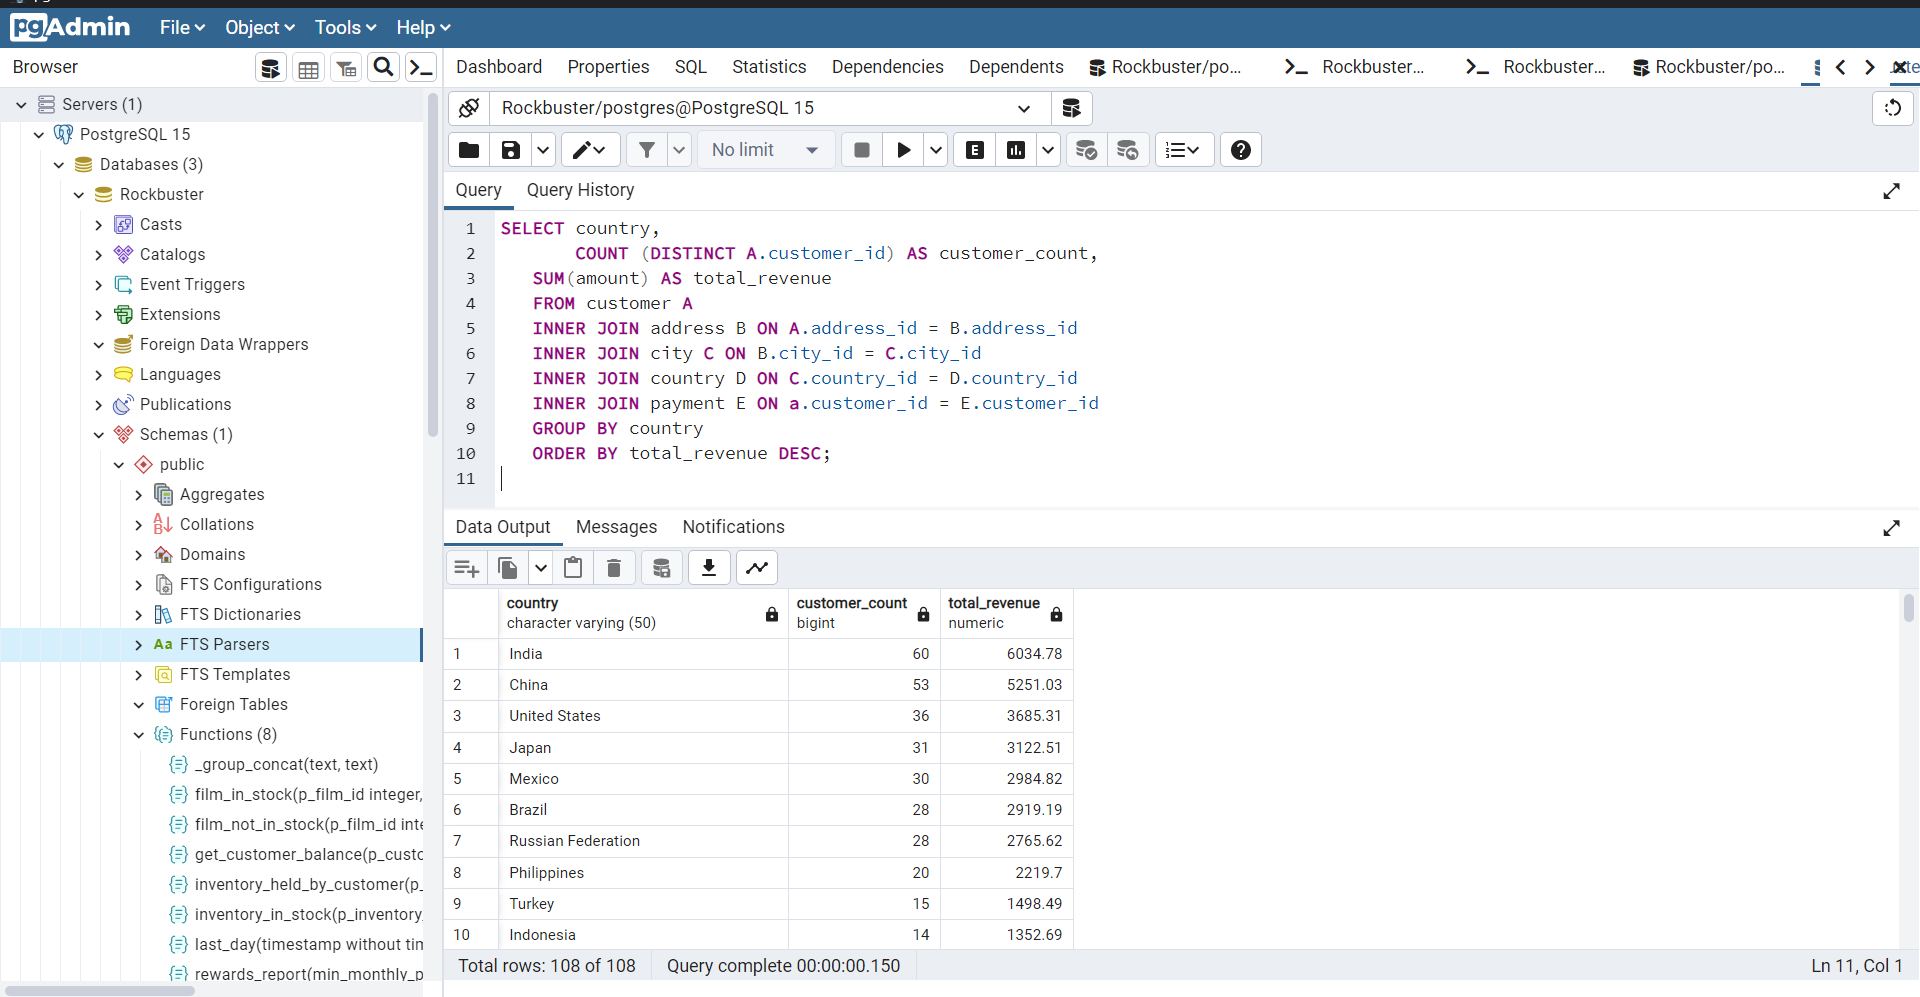 pgAdmin File Object Tools Help
Browser
Dashboard Properties SQL Statistics Dependencies Dependents Rockbuster/po... Rockbuster... Rockbuster... Rockbuster/po...
Servers (1)
PostgreSQL 15
Databases (3)
Rockbuster
Casts
Catalogs
Event Triggers
Extensions
Foreign Data Wrappers
Languages
Publications
Schemas (1)
public
Aggregates
Collations
Domains
FTS Configurations
FTS Dictionaries
Aa FTS Parsers
FTS Templates
Foreign Tables
Functions (8)
_group_concat(text, text)
film_in_stock(p_film_id integer,
film_not_in_stock(p_film_id inte
get_customer_balance(p_custo
inventory_held_by_customer(p_
inventory_in_stock(p_inventory_
last_day(timestamp without tim
rewards_report(min_monthly_p
Rockbuster/postgres@PostgreSQL 15
No limit E
Query Query History
1 SELECT country,
2 COUNT (DISTINCT A.customer_id) AS customer_count,
3 SUM(amount) AS total_revenue
4 FROM customer A
5 INNER JOIN address B ON A.address_id = B.address_id
6 INNER JOIN city C ON B.city_id = C.city_id
7 INNER JOIN country D ON C.country_id = D.country_id
8 INNER JOIN payment E ON a.customer_id = E.customer_id
9 GROUP BY country
10 ORDER BY total_revenue DESC;
11
Data Output Messages Notifications
country customer_count total_revenue
character varying (50) bigint numeric
1 India 60 6034.78
2 China 53 5251.03
3 United States 36 3685.31
4 Japan 31 3122.51
5 Mexico 30 2984.82
6 Brazil 28 2919.19
7 Russian Federation 28 2765.62
8 Philippines 20 2219.7
9 Turkey 15 1498.49
10 Indonesia 14 1352.69
Total rows: 108 of 108 Query complete 00:00:00.150 Ln 11, Col 1